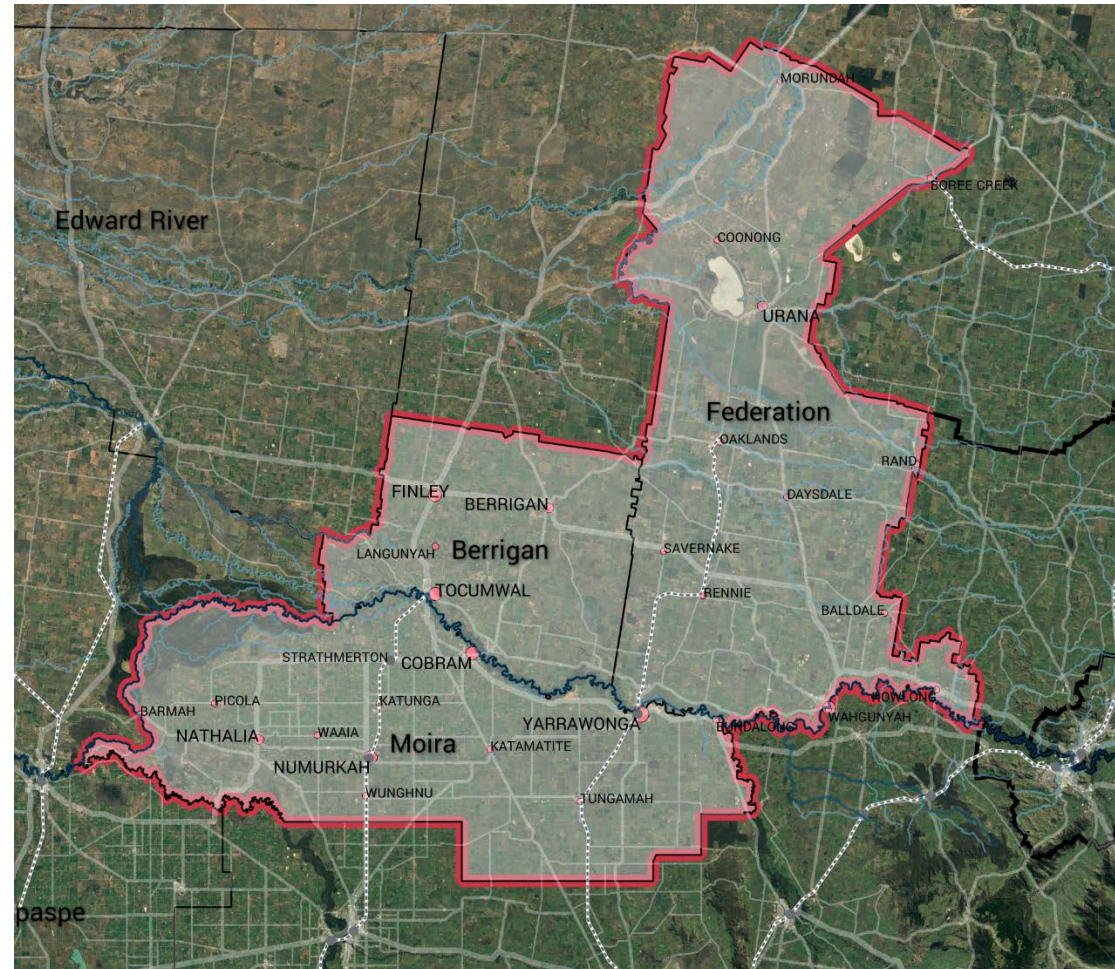 MORUNDAH
BOREE CREEK
Edward River
COONONG
URANA
Federation
OAKLANDS
RAND
FINLEY
DAYSDALE
BERRIGAN
LANGUNYAH
Berrigan
SAVERNAKE
TOCUMWAL
RENNIE
BALLDALE
STRATHMERTON
COBRAM
HOWLONG
PICOLA
KATUNGA
BARMAH
WAHGUNYAH
YARRAWONGA
BUNDALONG
NATHALIA
WAAIA
Moira
KATAMATITE
NUMURKAH
WUNGHNU
TUNGAMAH
paspe